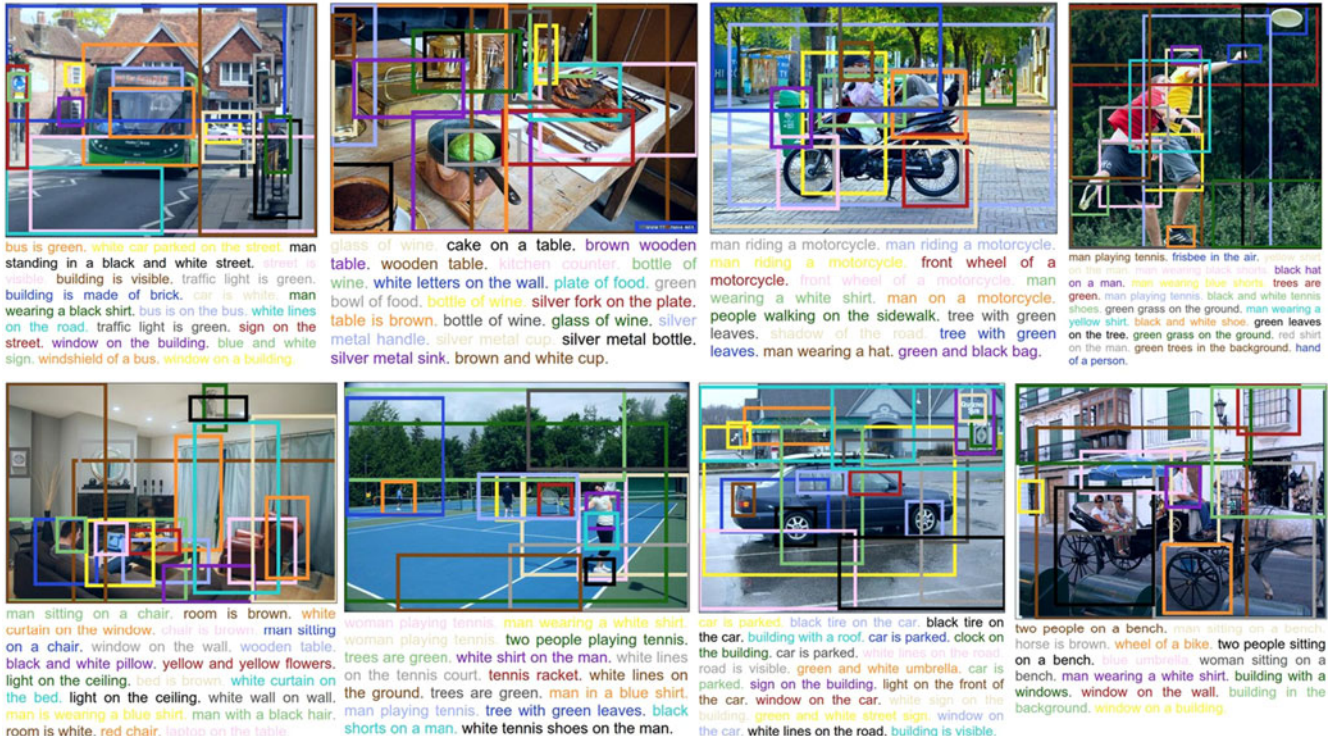 bus is green. white car parked on the street. man
standing in a black and white street. street is
visible. building is visible. traffic light is green.
building is made of brick. car is white. man
wearing a black shirt. bus is on the bus. white lines
on the road. traffic light is green. sign on the
street. window on the building. blue and white
sign. windshield of a bus. window on a building.
glass of wine. cake on a table. brown wooden
table. wooden table. kitchen counter. bottle of
wine. white letters on the wall. plate of food. green
bowl of food. bottle of wine. silver fork on the plate.
table is brown. bottle of wine. glass of wine. silver
metal handle. silver metal cup. silver metal bottle.
silver metal sink. brown and white cup.
man riding a motorcycle. man riding a motorcycle.
man riding a motorcycle. front wheel of a
motorcycle. front wheel of a motorcycle. man
wearing a white shirt. man on a motorcycle.
people walking on the sidewalk. tree with green
leaves. shadow of the road. tree with green
leaves. man wearing a hat. green and black bag.
man playing tennis. frisbee in the air. yellow shirt
on the man. man wearing black shorts. black hat
on a man. man wearing blue shorts. trees are
green. man playing tennis. black and white tennis
shoes. green grass on the ground. man wearing a
yellow shirt. black and white shoe. green leaves
on the tree. green grass on the ground. red shirt
on the man. green trees in the background. hand
of a person.
man sitting on a chair. room is brown. white
curtain on the window. chair is brown. man sitting
on a chair. window on the wall. wooden table.
black and white pillow. yellow and yellow flowers.
light on the ceiling. bed is brown. white curtain on
the bed. light on the ceiling. white wall on wall.
man is wearing a blue shirt. man with a black hair.
room is white. red chair. laptop on the table.
woman playing tennis. man wearing a white shirt.
woman playing tennis. two people playing tennis.
trees are green. white shirt on the man. white lines
on the tennis court. tennis racket. white lines on
the ground. trees are green. man in a blue shirt.
man playing tennis. tree with green leaves. black
shorts on a man. white tennis shoes on the man.
car is parked. black tire on the car. black tire on
the car. building with a roof. car is parked. clock on
the building. car is parked. white lines on the road.
road is visible. green and white umbrella. car is
parked. sign on the building. light on the front of
the car. window on the car. white sign on the
building. green and white street sign. window on
the car. white lines on the road. building is visible.
two people on a bench. man sitting on a bench.
horse is brown. wheel of a bike. two people sitting
on a bench. blue umbrella. woman sitting on a
bench. man wearing a white shirt. building with a
windows. window on the wall. building in the
background. window on a building.